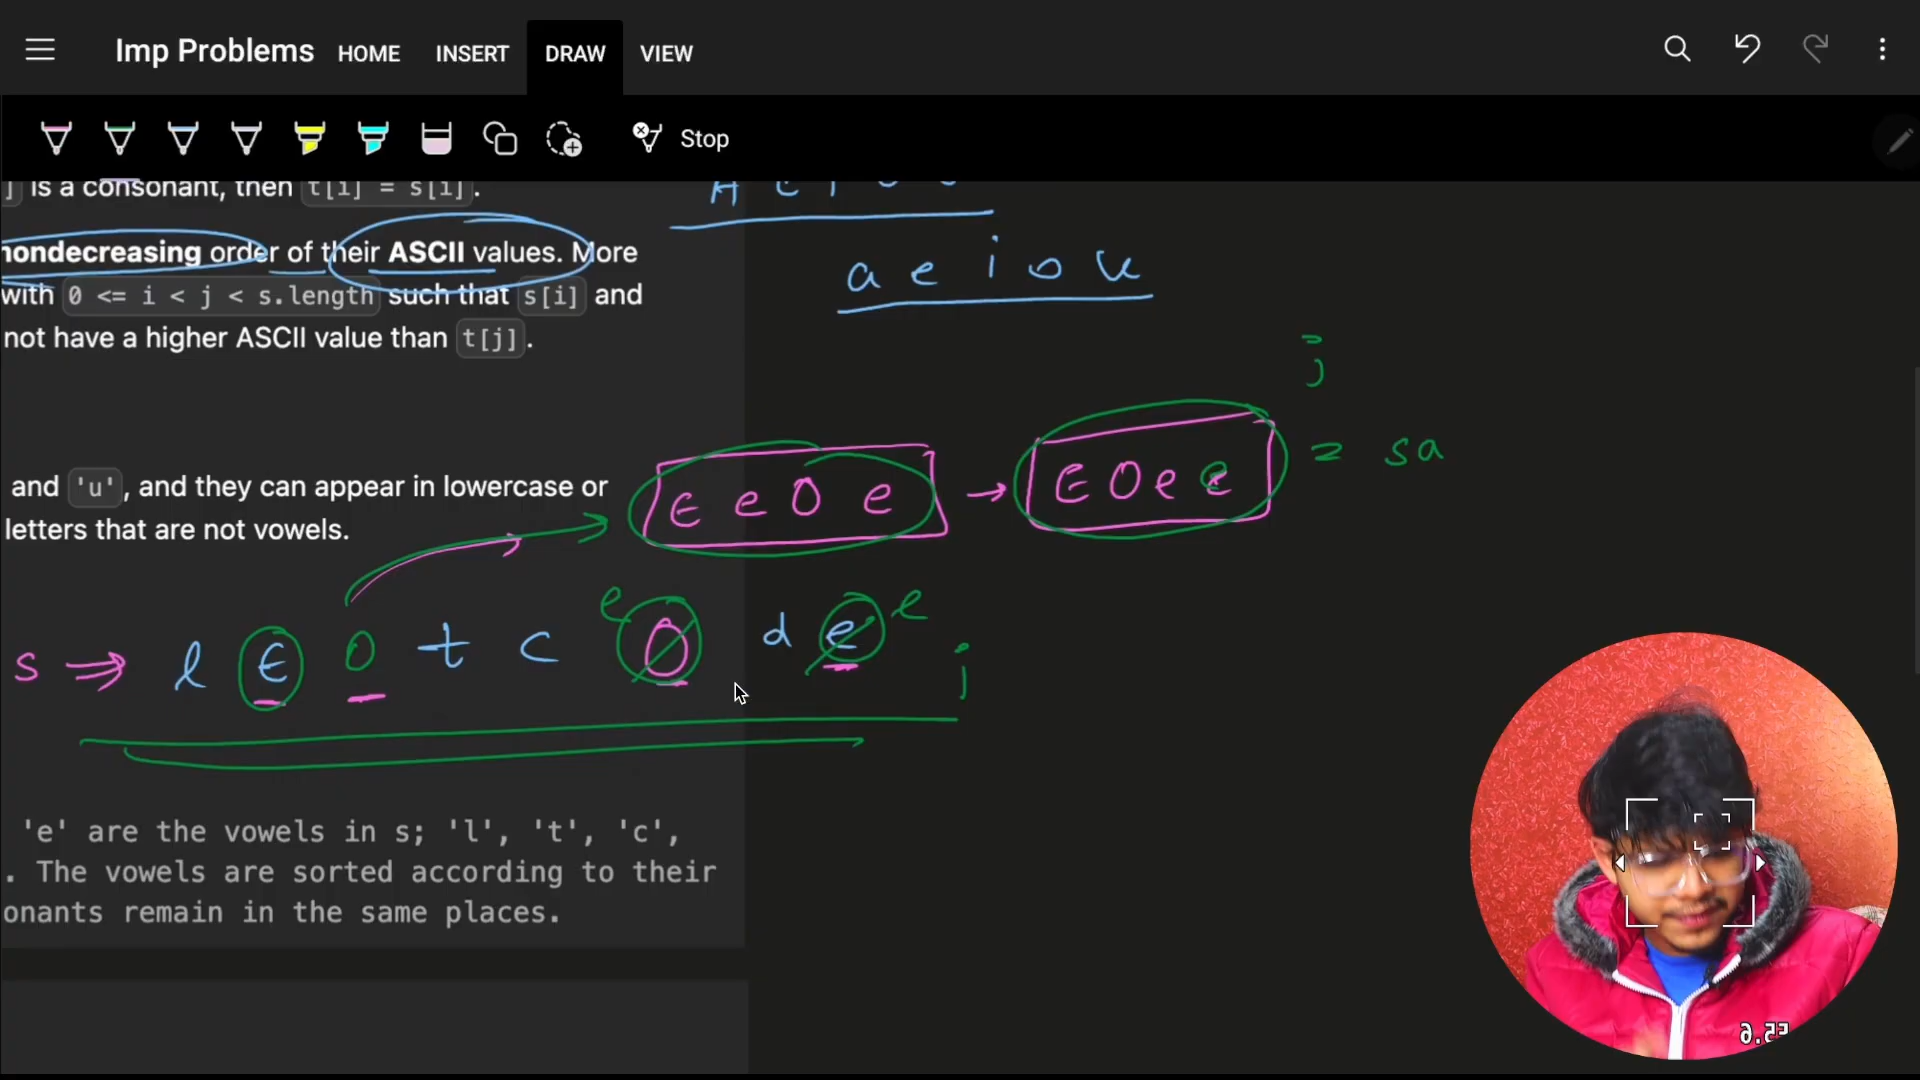 Imp Problems HOME INSERT DRAW VIEW
Stop
] is a consonant, then t[i] = s[i].
nondecreasing order of their ASCII values. More
with 0 <= i < j < s.length such that s[i] and
not have a higher ASCII value than t[j].
a e i o u
j
and 'u', and they can appear in lowercase or
letters that are not vowels.
E e O e → E O e e = sa
e e
s ⇒ l E O t c O d e j
'e' are the vowels in s; 'l', 't', 'c',
. The vowels are sorted according to their
onants remain in the same places.